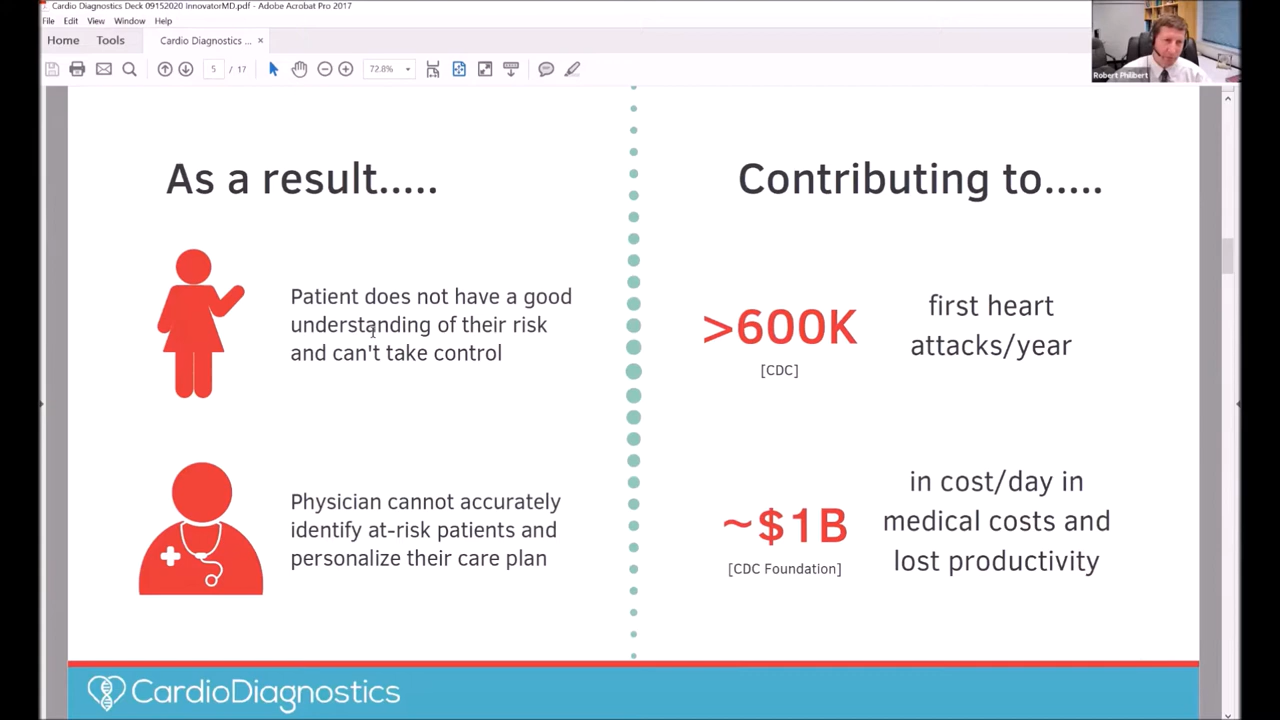 Cardio Diagnostics Deck 09152020 InnovatorMD.pdf - Adobe Acrobat Pro 2017
File Edit View Window Help
Home Tools Cardio Diagnostics ... ×
5 / 17 72.8%
Robert Philibert
As a result.....
Patient does not have a good
understanding of their risk
and can't take control
Physician cannot accurately
identify at-risk patients and
personalize their care plan
Contributing to.....
>600K
[CDC]
first heart
attacks/year
~$1B
[CDC Foundation]
in cost/day in
medical costs and
lost productivity
CardioDiagnostics